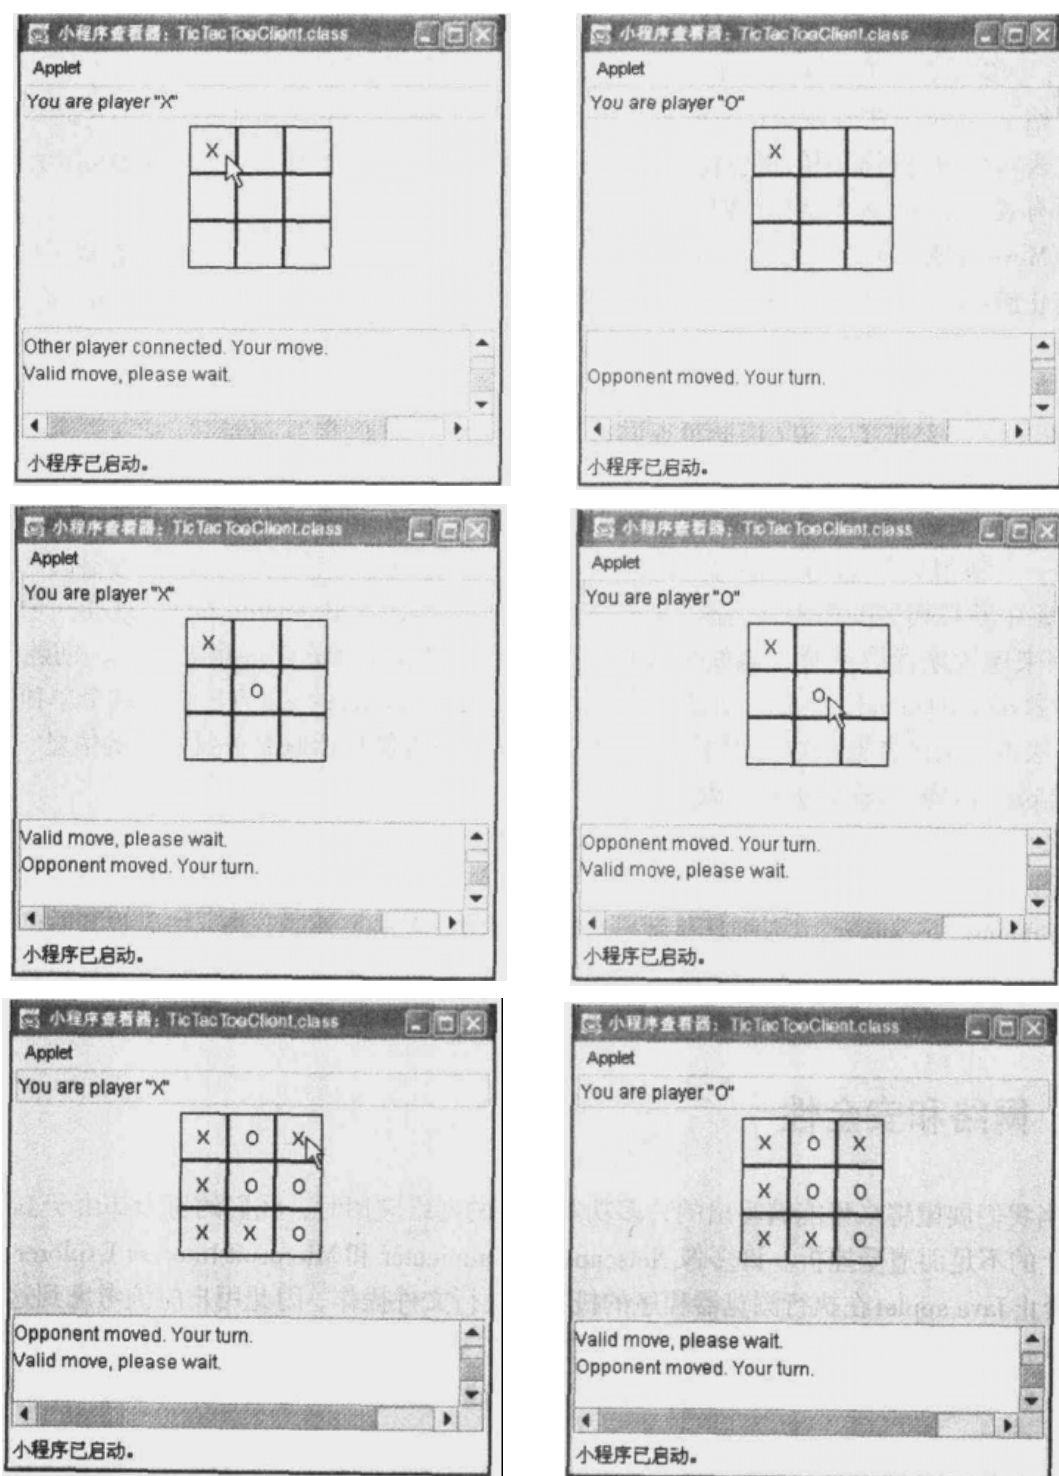 小程序查看器：TicTacToeClient.class
Applet
You are player "X"
X
Other player connected. Your move.
Valid move, please wait.
小程序已启动。
小程序查看器：TicTacToeClient.class
Applet
You are player "O"
X
Opponent moved. Your turn.
小程序已启动。
小程序查看器：TicTacToeClient.class
Applet
You are player "X"
X
O
Valid move, please wait.
Opponent moved. Your turn.
小程序已启动。
小程序查看器：TicTacToeClient.class
Applet
You are player "O"
X
O
Opponent moved. Your turn.
Valid move, please wait.
小程序已启动。
小程序查看器：TicTacToeClient.class
Applet
You are player "X"
X O X
X O O
X X O
Opponent moved. Your turn.
Valid move, please wait.
小程序已启动。
小程序查看器：TicTacToeClient.class
Applet
You are player "O"
X O X
X O O
X X O
Valid move, please wait.
Opponent moved. Your turn.
小程序已启动。